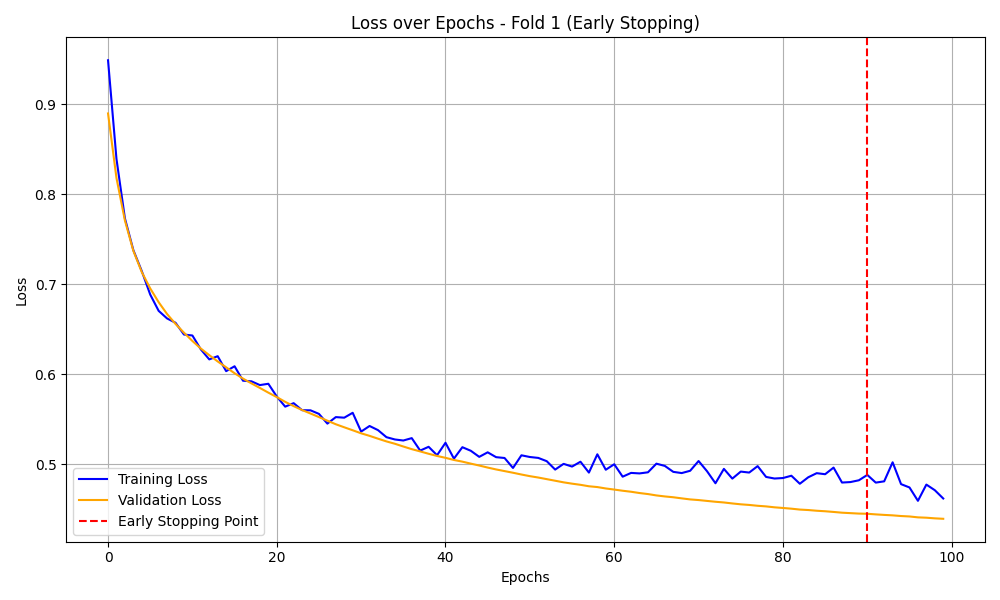 Loss over Epochs - Fold 1 (Early Stopping)
Loss
0.9
0.8
0.7
0.6
0.5
Training Loss
Validation Loss
Early Stopping Point
0 20 40 60 80 100
Epochs